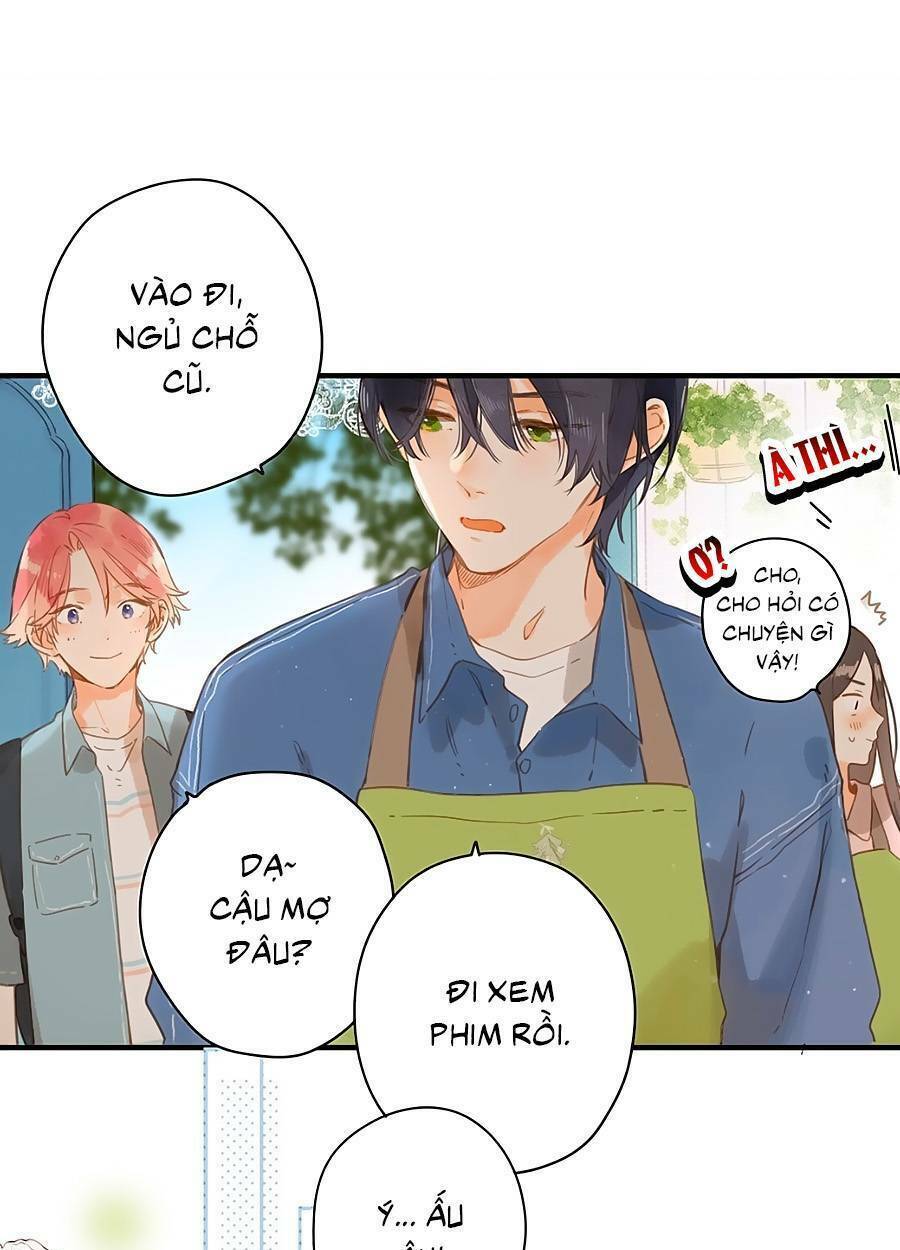 VÀO ĐI,
NGỦ CHỖ
CŨ.
À THÌ...
Ơ?
CHO,
CHO HỎI CÓ
CHUYỆN GÌ
VẬY!
DẠ~
CẬU MỢ
ĐÂU?
ĐI XEM
PHIM RỒI.
Ý... ẤU